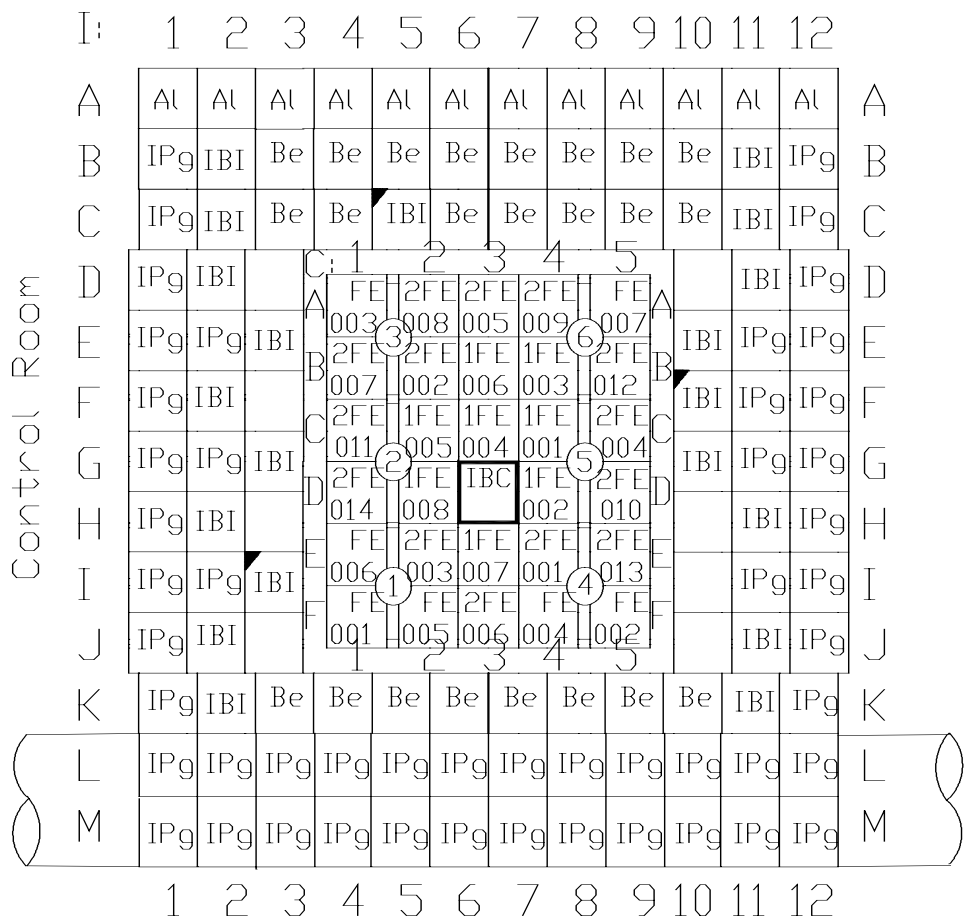 I: 1 2 3 4 5 6 7 8 9 10 11 12
A Al Al Al Al Al Al Al Al Al Al Al Al A
B IPg IBI Be Be Be Be Be Be Be Be IBI IPg B
C IPg IBI Be Be IBI Be Be Be Be Be IBI IPg C
C: 1 2 3 4 5
D IPg IBI IBI IPg D
A FE 2FE 2FE 2FE FE A
003 008 005 009 007
3 6
E IPg IPg IBI IBI IPg E
B 2FE 2FE 1FE 1FE 2FE B
007 002 006 003 012
F IPg IBI IBI IPg IPg F
C 2FE 1FE 1FE 1FE 2FE C
011 005 004 001 004
2 5
G IPg IPg IBI IBI IPg IPg G
D 2FE 1FE IBC 1FE 2FE D
014 008 002 010
H IPg IBI IBI IPg H
E FE 2FE 1FE 2FE 2FE E
006 003 007 001 013
1 4
I IPg IPg IBI IPg IPg I
F FE FE 2FE FE FE F
001 005 006 004 002
J IPg IBI IBI IPg J
1 2 3 4 5
K IPg IBI Be Be Be Be Be Be Be Be IBI IPg K
L IPg IPg IPg IPg IPg IPg IPg IPg IPg IPg IPg IPg L
M IPg IPg IPg IPg IPg IPg IPg IPg IPg IPg IPg IPg M
1 2 3 4 5 6 7 8 9 10 11 12
Control Room